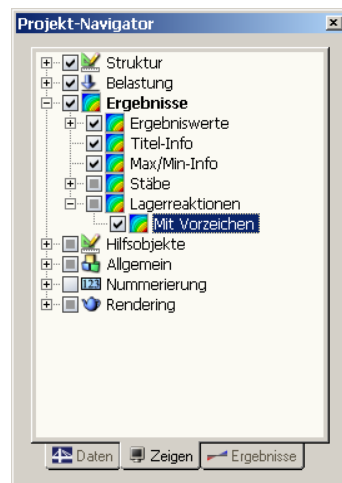 Projekt-Navigator
Struktur
Belastung
Ergebnisse
Ergebniswerte
Titel-Info
Max/Min-Info
Stäbe
Lagerreaktionen
Mit Vorzeichen
Hilfsobjekte
Allgemein
123 Nummerierung
Rendering
Daten Zeigen Ergebnisse